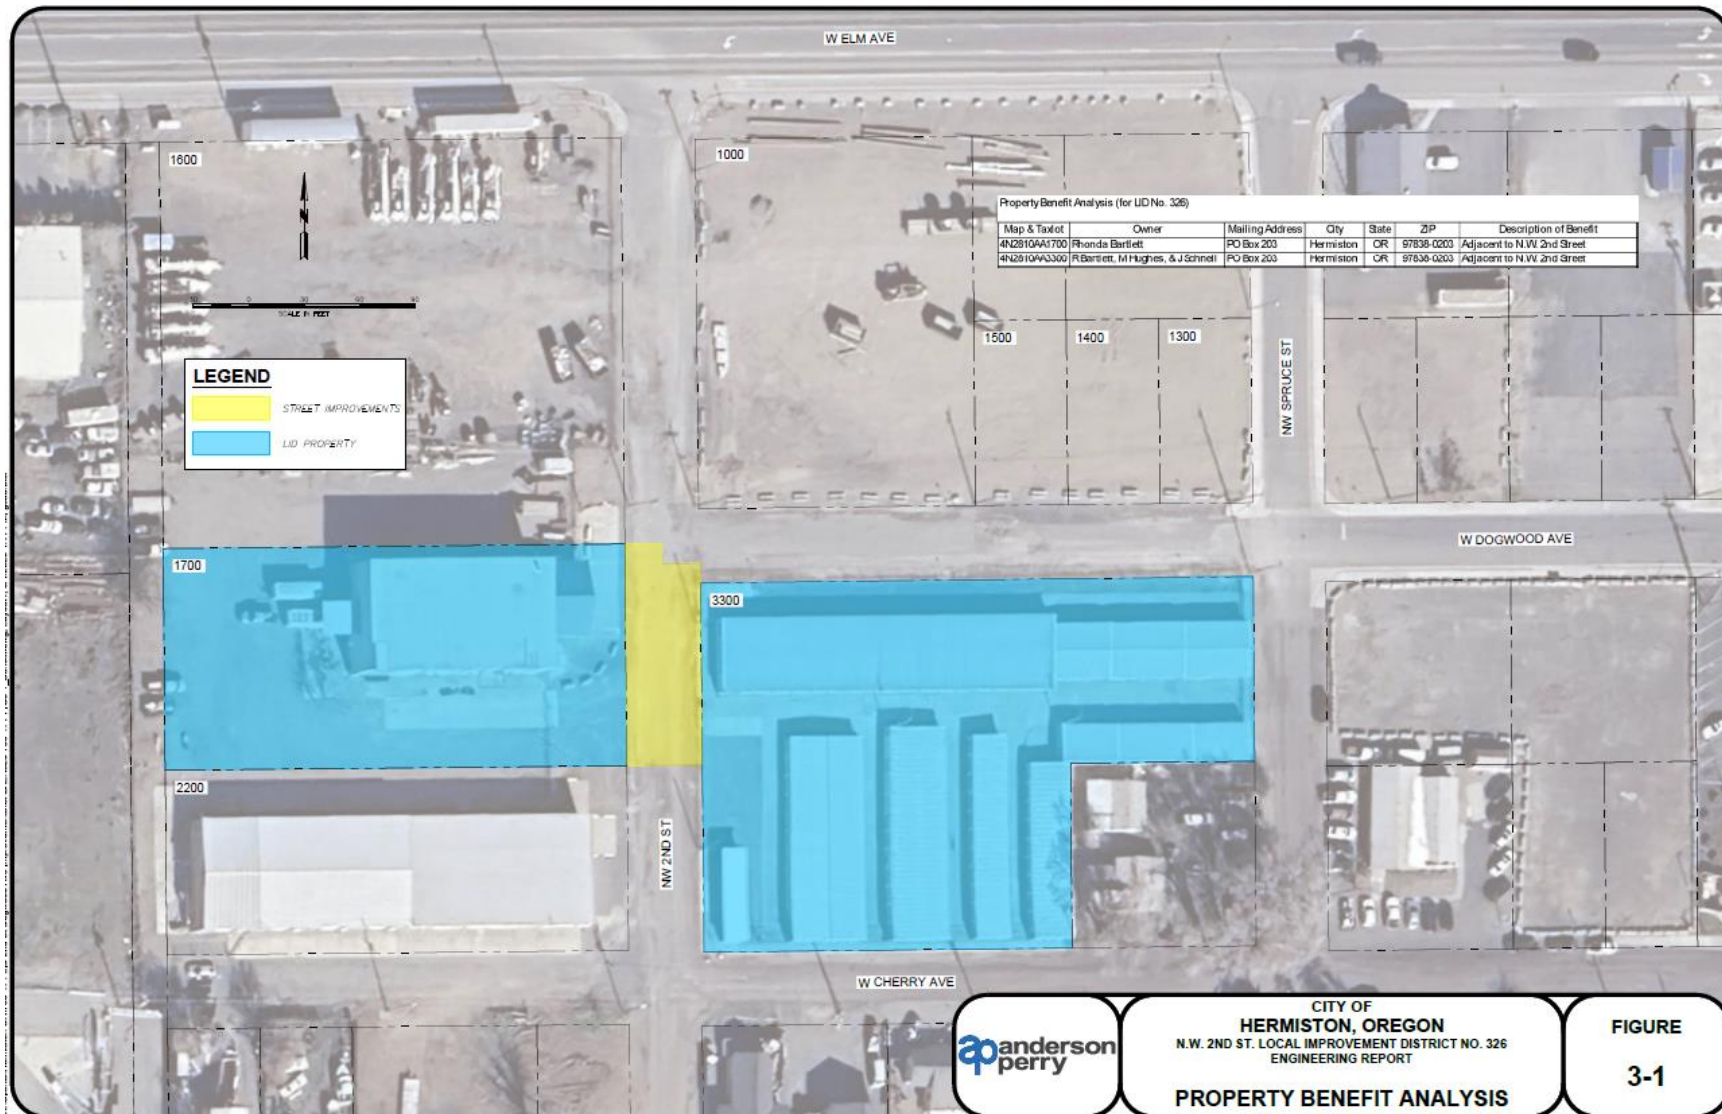 W ELM AVE
1600
1000
Property Benefit Analysis (for LID No. 326)
Map & Taxlot Owner Mailing Address City State ZIP Description of Benefit
4N2810AA1700 Rhonda Bartlett PO Box 203 Hermiston OR 97838-0203 Adjacent to N.W. 2nd Street
4N2810AA3300 R Bartlett, M Hughes, & J Schnell PO Box 203 Hermiston OR 97838-0203 Adjacent to N.W. 2nd Street
N
SCALE IN FEET
1500
1400
1300
NW SPRUCE ST
LEGEND
STREET IMPROVEMENTS
LID PROPERTY
W DOGWOOD AVE
1700
3300
2200
NW 2ND ST
W CHERRY AVE
anderson
perry
CITY OF
HERMISTON, OREGON
N.W. 2ND ST. LOCAL IMPROVEMENT DISTRICT NO. 326
ENGINEERING REPORT
PROPERTY BENEFIT ANALYSIS
FIGURE
3-1